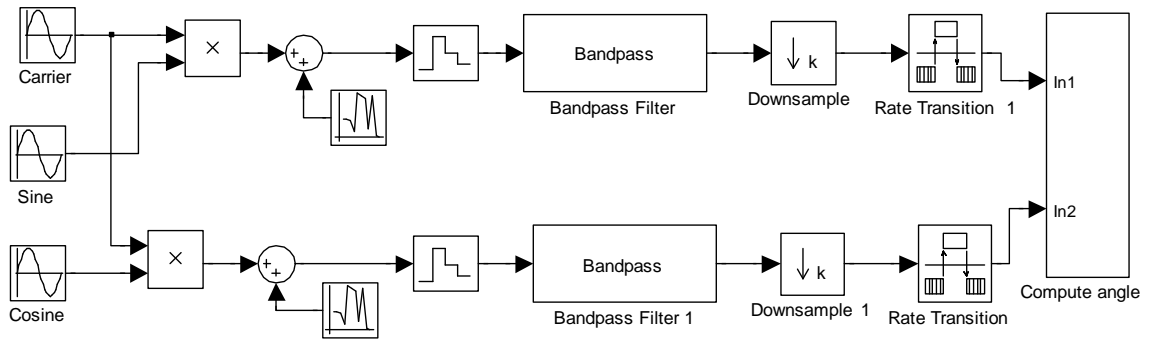 Carrier
×
+
+
Bandpass
Bandpass Filter
k
Downsample
Rate Transition 1
In1
Sine
Cosine
×
+
+
Bandpass
Bandpass Filter 1
k
Downsample 1
Rate Transition
In2
Compute angle